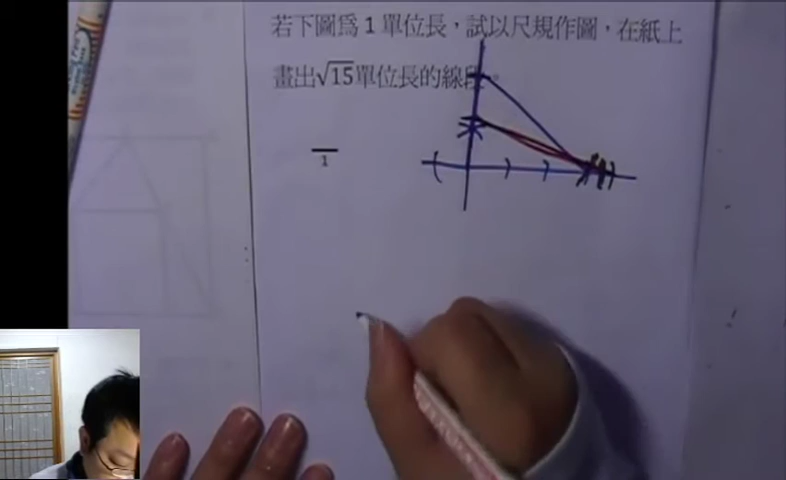 若下圖為 1 單位長，試以尺規作圖，在紙上
畫出√15單位長的線段。
1